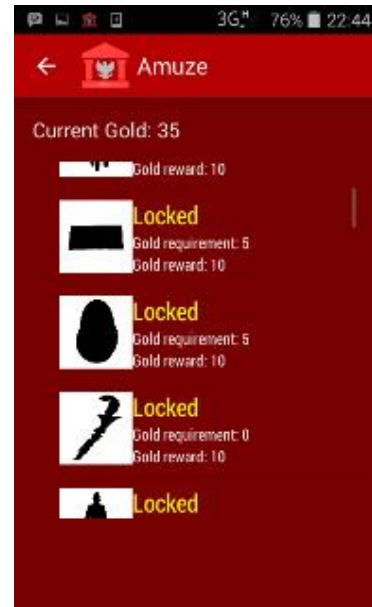 3G 76% 22:44
Amuze
Current Gold: 35
Gold reward: 10
Locked
Gold requirement: 5
Gold reward: 10
Locked
Gold requirement: 5
Gold reward: 10
Locked
Gold requirement: 0
Gold reward: 10
Locked